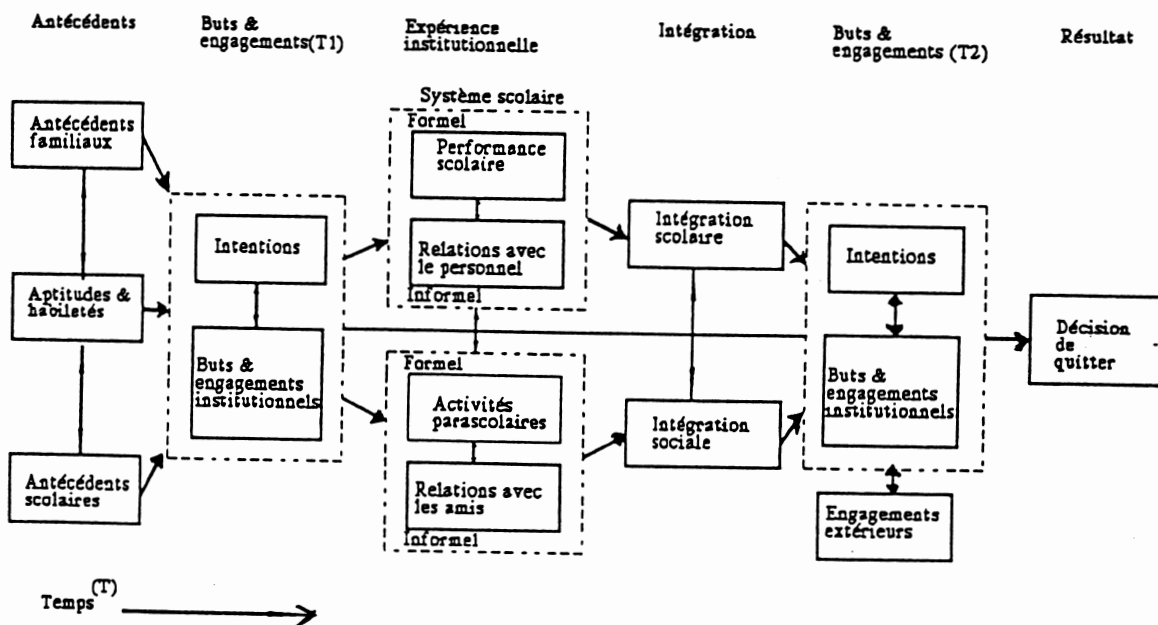 Antécédents
Buts &
engagements(T1)
Expérience
institutionnelle
Intégration
Buts &
engagements (T2)
Résultat
Antécédents
familiaux
Aptitudes &
habiletés
Antécédents
scolaires
Intentions
Buts &
engagements
institutionnels
Système scolaire
Formel
Performance
scolaire
Relations avec
le personnel
Informel
Formel
Activités
parascolaires
Relations avec
les amis
Informel
Intégration
scolaire
Intégration
sociale
Intentions
Buts &
engagements
institutionnels
Engagements
extérieurs
Décision
de
quitter
Temps (T)